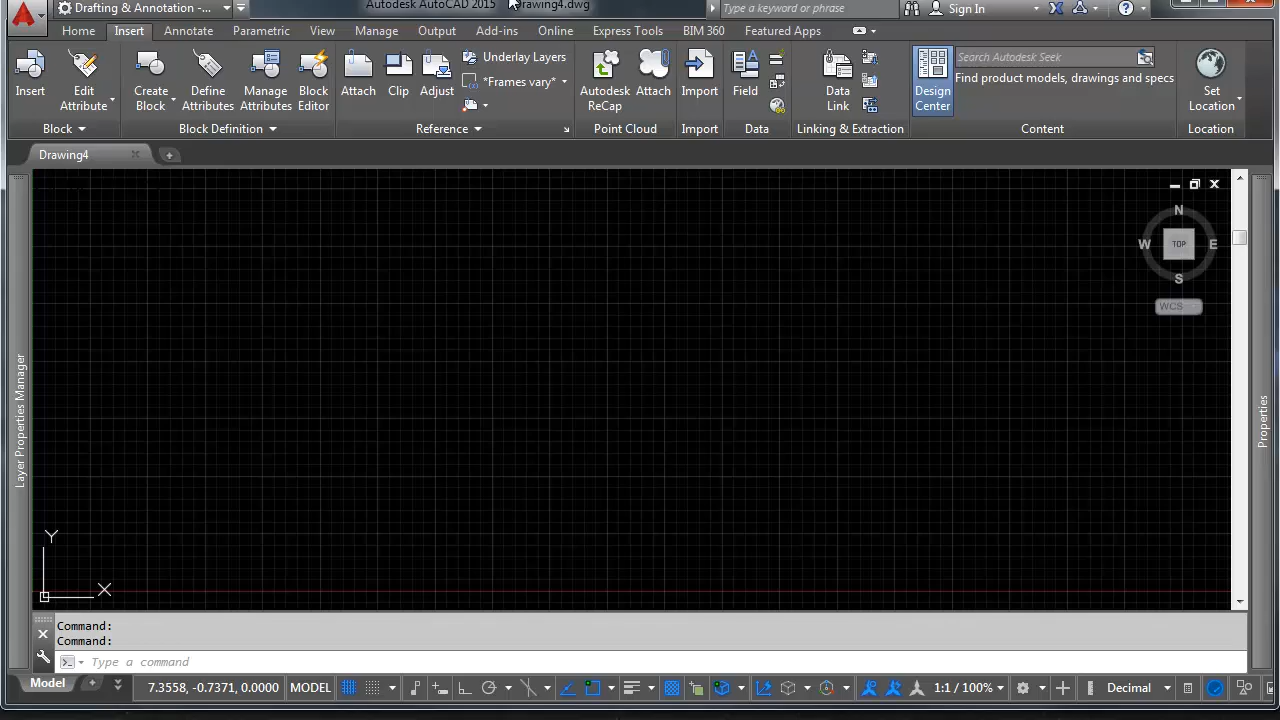 Drafting & Annotation -... Autodesk AutoCAD 2015 Drawing4.dwg Type a keyword or phrase Sign In
Home Insert Annotate Parametric View Manage Output Add-ins Online Express Tools BIM 360 Featured Apps
Insert
Edit
Attribute
Block
Create
Block
Define
Attributes
Manage
Attributes
Block
Editor
Block Definition
Attach
Clip
Adjust
Underlay Layers
*Frames vary*
Reference
Autodesk
ReCap
Attach
Point Cloud
Import
Import
Field
Data
Data
Link
Linking & Extraction
Design
Center
Search Autodesk Seek
Find product models, drawings and specs
Content
Set
Location
Location
Drawing4
Layer Properties Manager
N
W TOP E
S
WCS
Properties
Y
X
Command:
Command:
Type a command
Model 7.3558, -0.7371, 0.0000 MODEL 1:1 / 100% Decimal